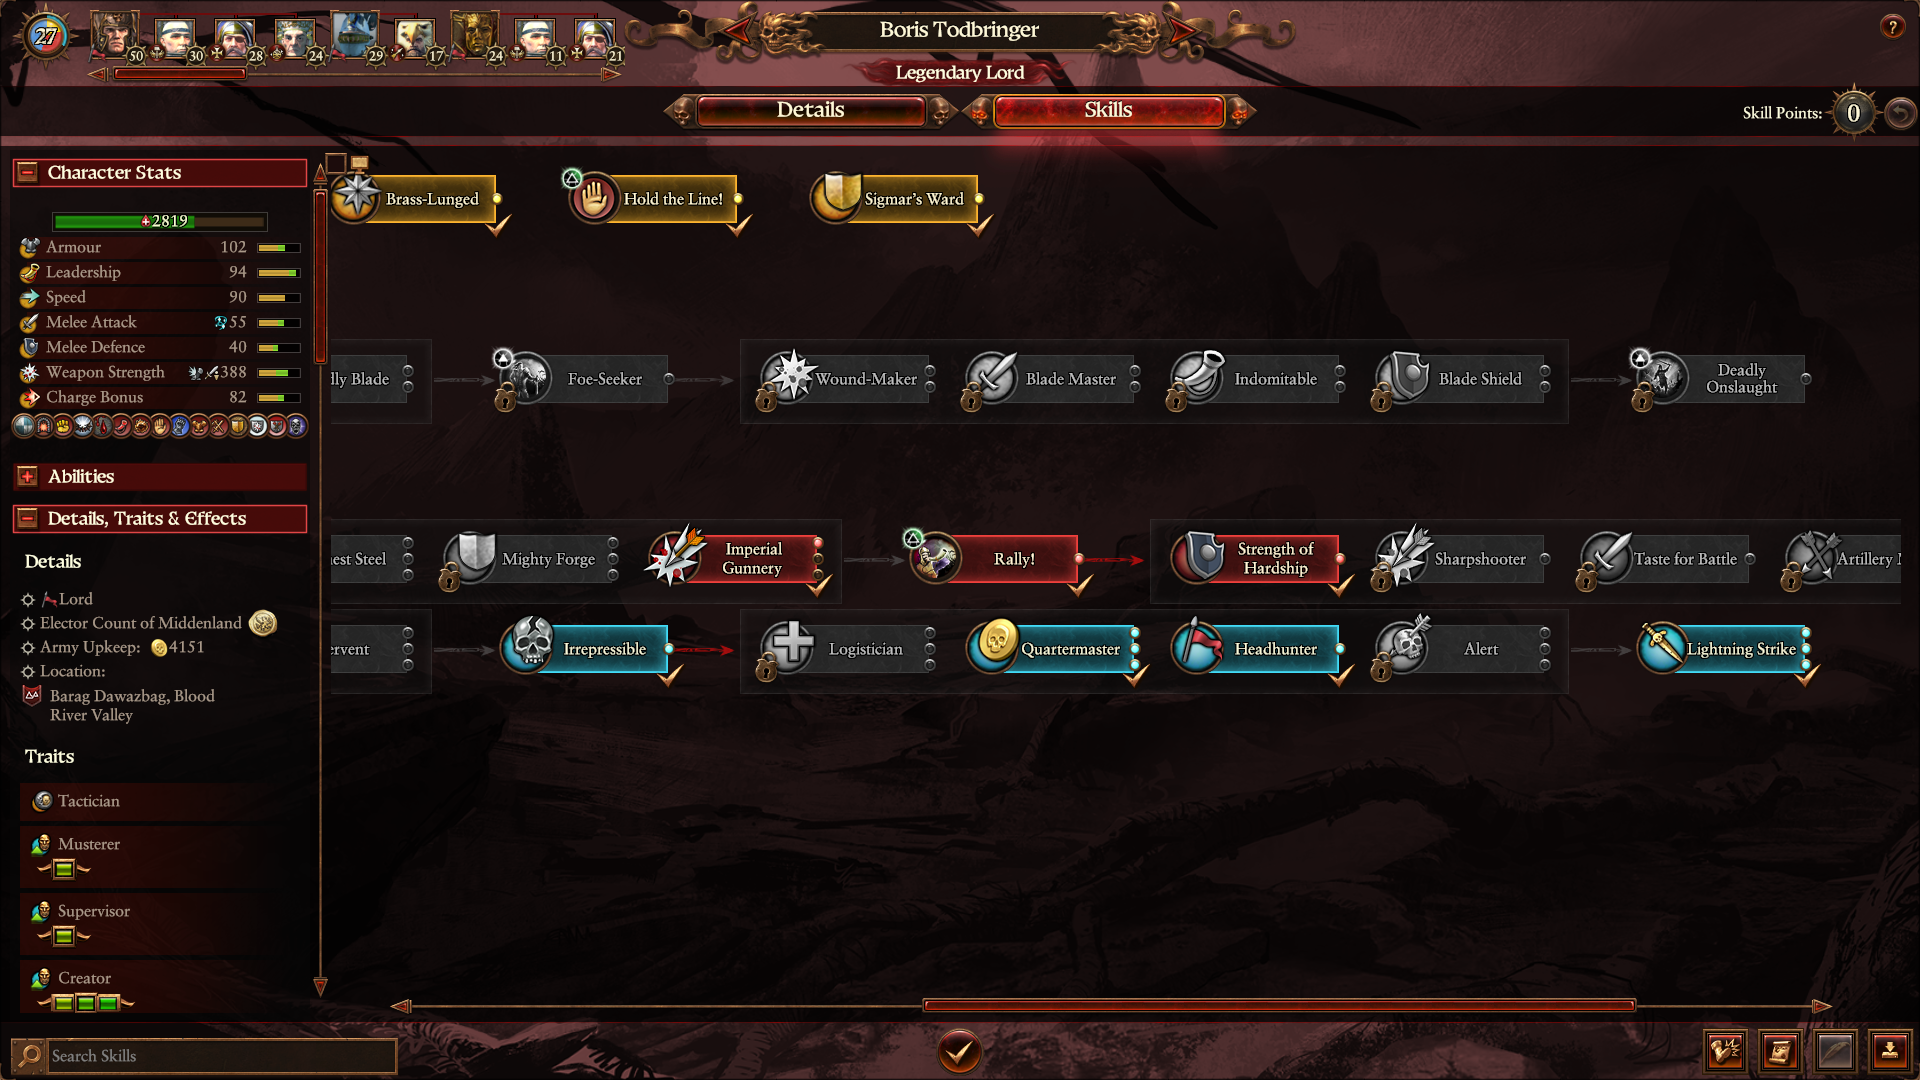 27
50
30
28
24
29
17
24
11
21
Boris Todbringer
?
Legendary Lord
Details
Skills
Skill Points:
0
Character Stats
2819
Armour 102
Leadership 94
Speed 90
Melee Attack 55
Melee Defence 40
Weapon Strength 388
Charge Bonus 82
Abilities
Details, Traits & Effects
Details
Lord
Elector Count of Middenland
Army Upkeep: 4151
Location:
Barag Dawazbag, Blood
River Valley
Traits
Tactician
Musterer
Supervisor
Creator
Brass-Lunged
Hold the Line!
Sigmar's Ward
dly Blade
Foe-Seeker
Wound-Maker
Blade Master
Indomitable
Blade Shield
Deadly
Onslaught
nest Steel
Mighty Forge
Imperial
Gunnery
Rally!
Strength of
Hardship
Sharpshooter
Taste for Battle
Artillery M
ervent
Irrepressible
Logistician
Quartermaster
Headhunter
Alert
Lightning Strike
Search Skills